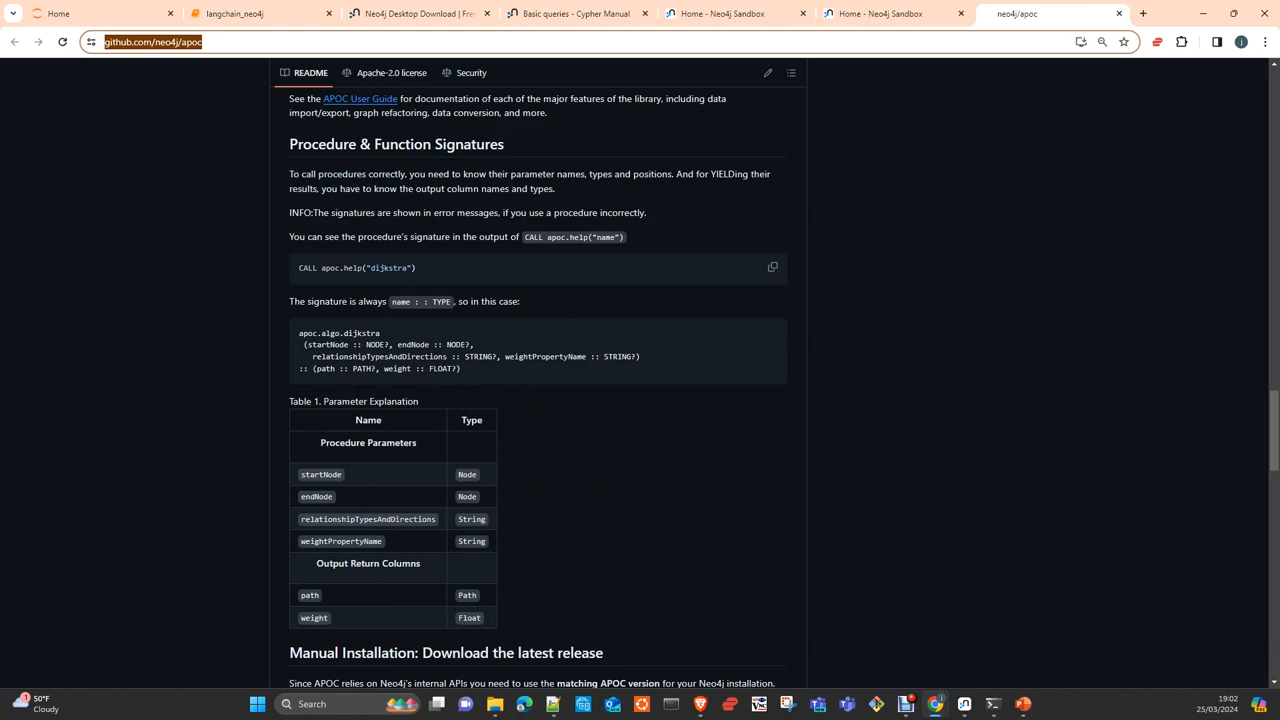 Home
langchain_neo4j
Neo4j Desktop Download | Fre
Basic queries - Cypher Manual
Home - Neo4j Sandbox
Home - Neo4j Sandbox
neo4j/apoc
github.com/neo4j/apoc
README
Apache-2.0 license
Security
See the APOC User Guide for documentation of each of the major features of the library, including data
import/export, graph refactoring, data conversion, and more.
Procedure & Function Signatures
To call procedures correctly, you need to know their parameter names, types and positions. And for YIELDing their
results, you have to know the output column names and types.
INFO:The signatures are shown in error messages, if you use a procedure incorrectly.
You can see the procedure's signature in the output of CALL apoc.help("name")
CALL apoc.help("dijkstra")
The signature is always name : : TYPE, so in this case:
apoc.algo.dijkstra
(startNode :: NODE?, endNode :: NODE?,
relationshipTypesAndDirections :: STRING?, weightPropertyName :: STRING?)
:: (path :: PATH?, weight :: FLOAT?)
Table 1. Parameter Explanation
Name Type
Procedure Parameters
startNode Node
endNode Node
relationshipTypesAndDirections String
weightPropertyName String
Output Return Columns
path Path
weight Float
Manual Installation: Download the latest release
Since APOC relies on Neo4j's internal APIs you need to use the matching APOC version for your Neo4j installation.
1
50°F
Cloudy
Search
19:02
25/03/2024